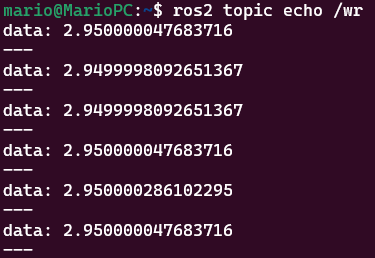 mario@MarioPC:~$ ros2 topic echo /wr
data: 2.950000047683716
---
data: 2.9499998092651367
---
data: 2.9499998092651367
---
data: 2.950000047683716
---
data: 2.950000286102295
---
data: 2.950000047683716
---